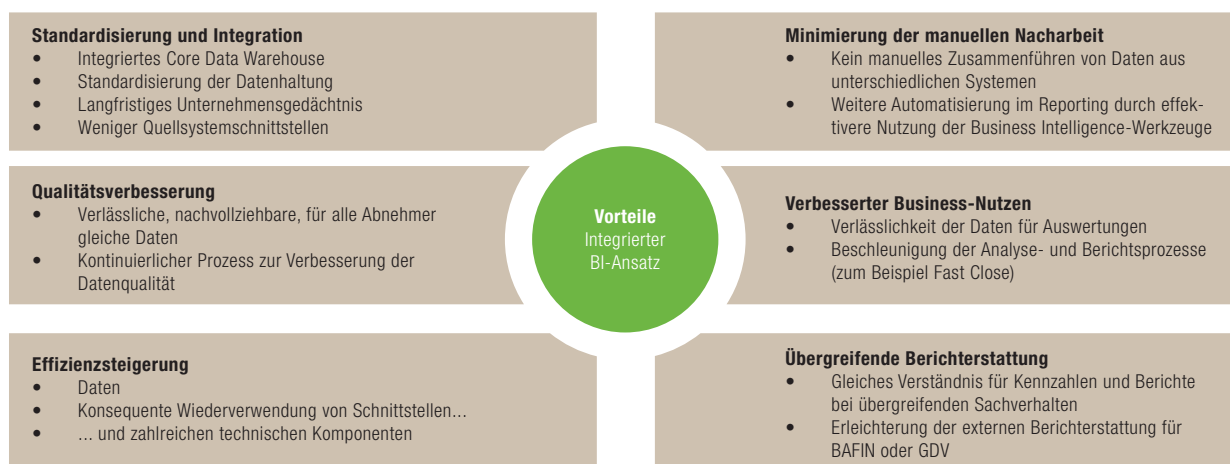 Standardisierung und Integration
• Integriertes Core Data Warehouse
• Standardisierung der Datenhaltung
• Langfristiges Unternehmensgedächtnis
• Weniger Quellsystemschnittstellen
Minimierung der manuellen Nacharbeit
• Kein manuelles Zusammenführen von Daten aus
unterschiedlichen Systemen
• Weitere Automatisierung im Reporting durch effek-
tivere Nutzung der Business Intelligence-Werkzeuge
Qualitätsverbesserung
• Verlässliche, nachvollziehbare, für alle Abnehmer
gleiche Daten
• Kontinuierlicher Prozess zur Verbesserung der
Datenqualität
Vorteile
Integrierter
BI-Ansatz
Verbesserter Business-Nutzen
• Verlässlichkeit der Daten für Auswertungen
• Beschleunigung der Analyse- und Berichtsprozesse
(zum Beispiel Fast Close)
Effizienzsteigerung
• Daten
• Konsequente Wiederverwendung von Schnittstellen...
• ... und zahlreichen technischen Komponenten
Übergreifende Berichterstattung
• Gleiches Verständnis für Kennzahlen und Berichte
bei übergreifenden Sachverhalten
• Erleichterung der externen Berichterstattung für
BAFIN oder GDV